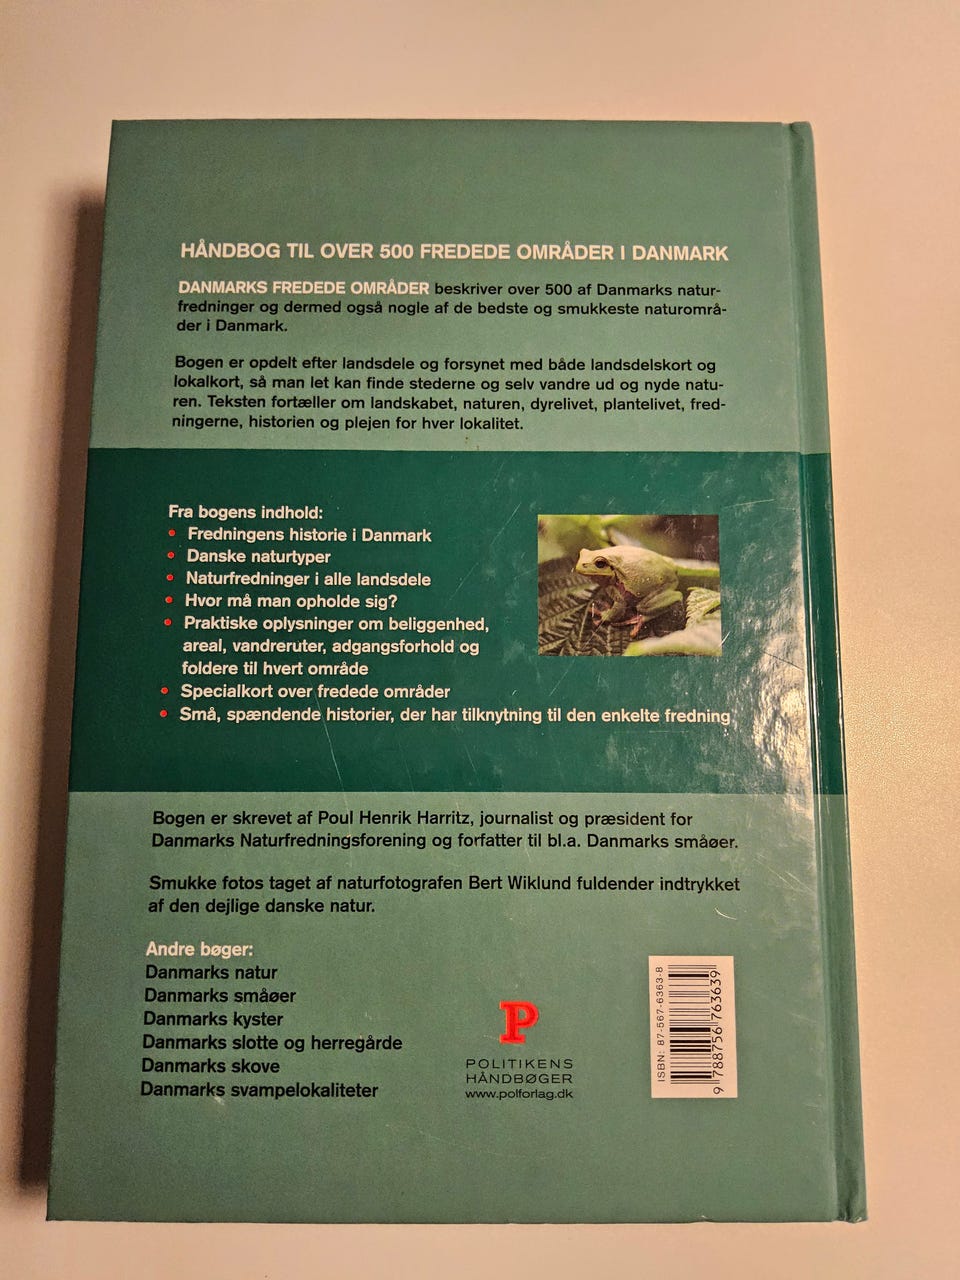 HÅNDBOG TIL OVER 500 FREDEDE OMRÅDER I DANMARK
DANMARKS FREDEDE OMRÅDER beskriver over 500 af Danmarks natur-
fredninger og dermed også nogle af de bedste og smukkeste naturområ-
der i Danmark.
Bogen er opdelt efter landsdele og forsynet med både landsdelskort og
lokalkort, så man let kan finde stederne og selv vandre ud og nyde natu-
ren. Teksten fortæller om landskabet, naturen, dyrelivet, plantelivet, fred-
ningerne, historien og plejen for hver lokalitet.
Fra bogens indhold:
• Fredningens historie i Danmark
• Danske naturtyper
• Naturfredninger i alle landsdele
• Hvor må man opholde sig?
• Praktiske oplysninger om beliggenhed,
areal, vandreruter, adgangsforhold og
foldere til hvert område
• Specialkort over fredede områder
• Små, spændende historier, der har tilknytning til den enkelte fredning
Bogen er skrevet af Poul Henrik Harritz, journalist og præsident for
Danmarks Naturfredningsforening og forfatter til bl.a. Danmarks småøer.
Smukke fotos taget af naturfotografen Bert Wiklund fuldender indtrykket
af den dejlige danske natur.
Andre bøger:
Danmarks natur
Danmarks småøer
Danmarks kyster
Danmarks slotte og herregårde
Danmarks skove
Danmarks svampelokaliteter
P
POLITIKENS
HÅNDBØGER
www.polforlag.dk
ISBN: 87-567-6363-8
9 788756 763639